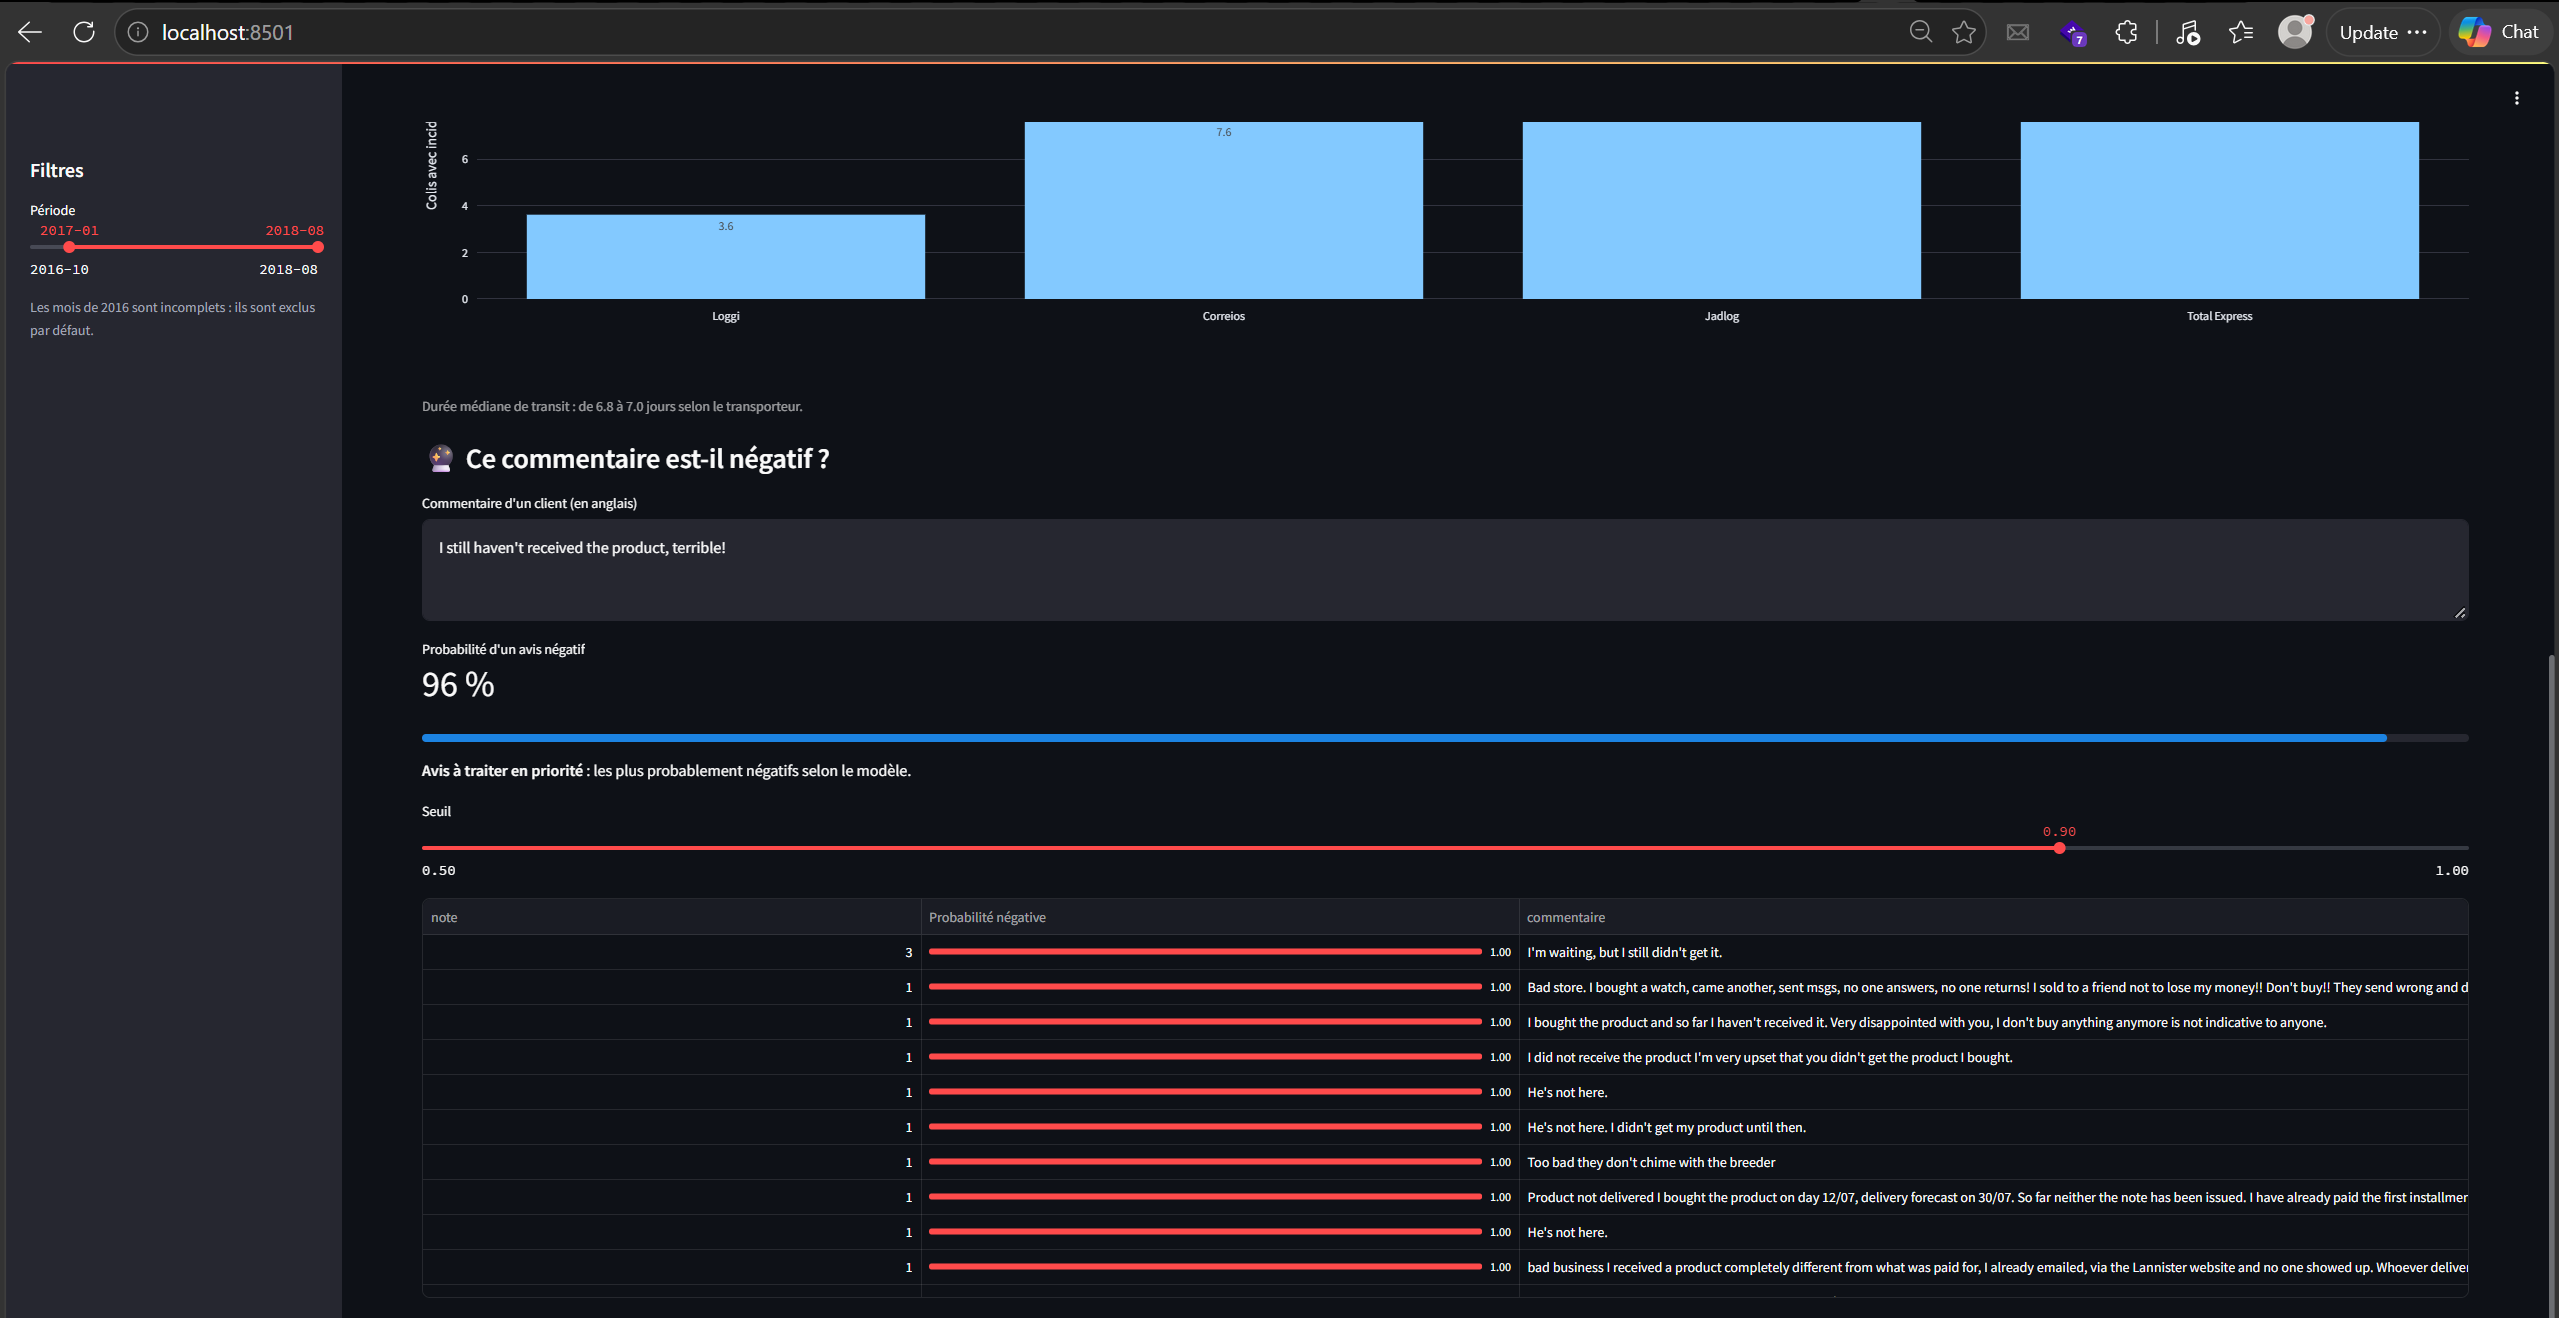 localhost:8501
7
Update
Chat
Filtres
Période
2017-01 2018-08
2016-10 2018-08
Les mois de 2016 sont incomplets : ils sont exclus
par défaut.
Colis avec incid
6
4
2
0
3.6
7.6
Loggi Correios Jadlog Total Express
Durée médiane de transit : de 6.8 à 7.0 jours selon le transporteur.
🔮 Ce commentaire est-il négatif ?
Commentaire d'un client (en anglais)
I still haven't received the product, terrible!
Probabilité d'un avis négatif
96 %
Avis à traiter en priorité : les plus probablement négatifs selon le modèle.
Seuil
0.90
0.50 1.00
note Probabilité négative commentaire
3 1.00 I'm waiting, but I still didn't get it.
1 1.00 Bad store. I bought a watch, came another, sent msgs, no one answers, no one returns! I sold to a friend not to lose my money!! Don't buy!! They send wrong and d
1 1.00 I bought the product and so far I haven't received it. Very disappointed with you, I don't buy anything anymore is not indicative to anyone.
1 1.00 I did not receive the product I'm very upset that you didn't get the product I bought.
1 1.00 He's not here.
1 1.00 He's not here. I didn't get my product until then.
1 1.00 Too bad they don't chime with the breeder
1 1.00 Product not delivered I bought the product on day 12/07, delivery forecast on 30/07. So far neither the note has been issued. I have already paid the first installmer
1 1.00 He's not here.
1 1.00 bad business I received a product completely different from what was paid for, I already emailed, via the Lannister website and no one showed up. Whoever deliver